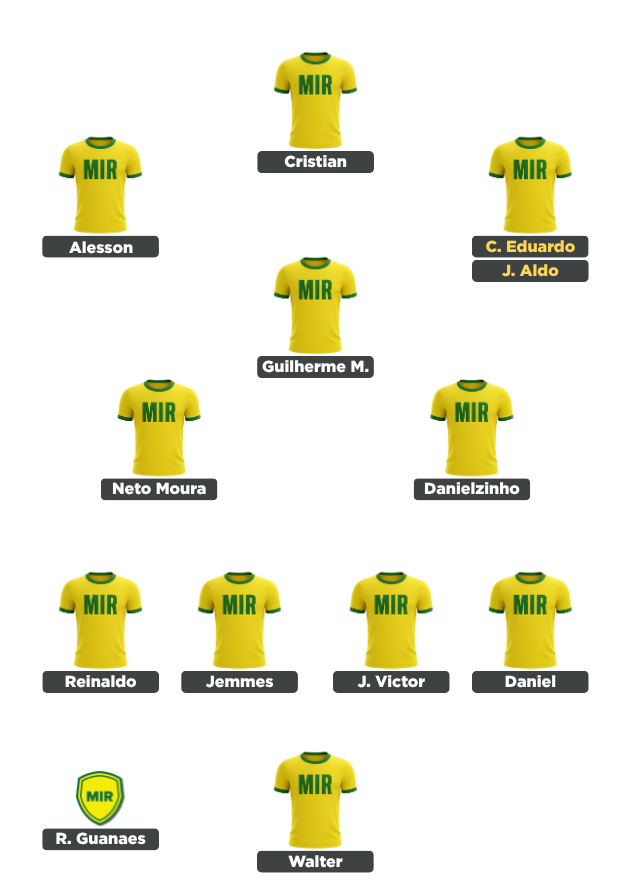 MIR
Cristian
MIR
Alesson
MIR
C. Eduardo
J. Aldo
MIR
Guilherme M.
MIR
Neto Moura
MIR
Danielzinho
MIR
Reinaldo
MIR
Jemmes
MIR
J. Victor
MIR
Daniel
MIR
R. Guanaes
MIR
Walter